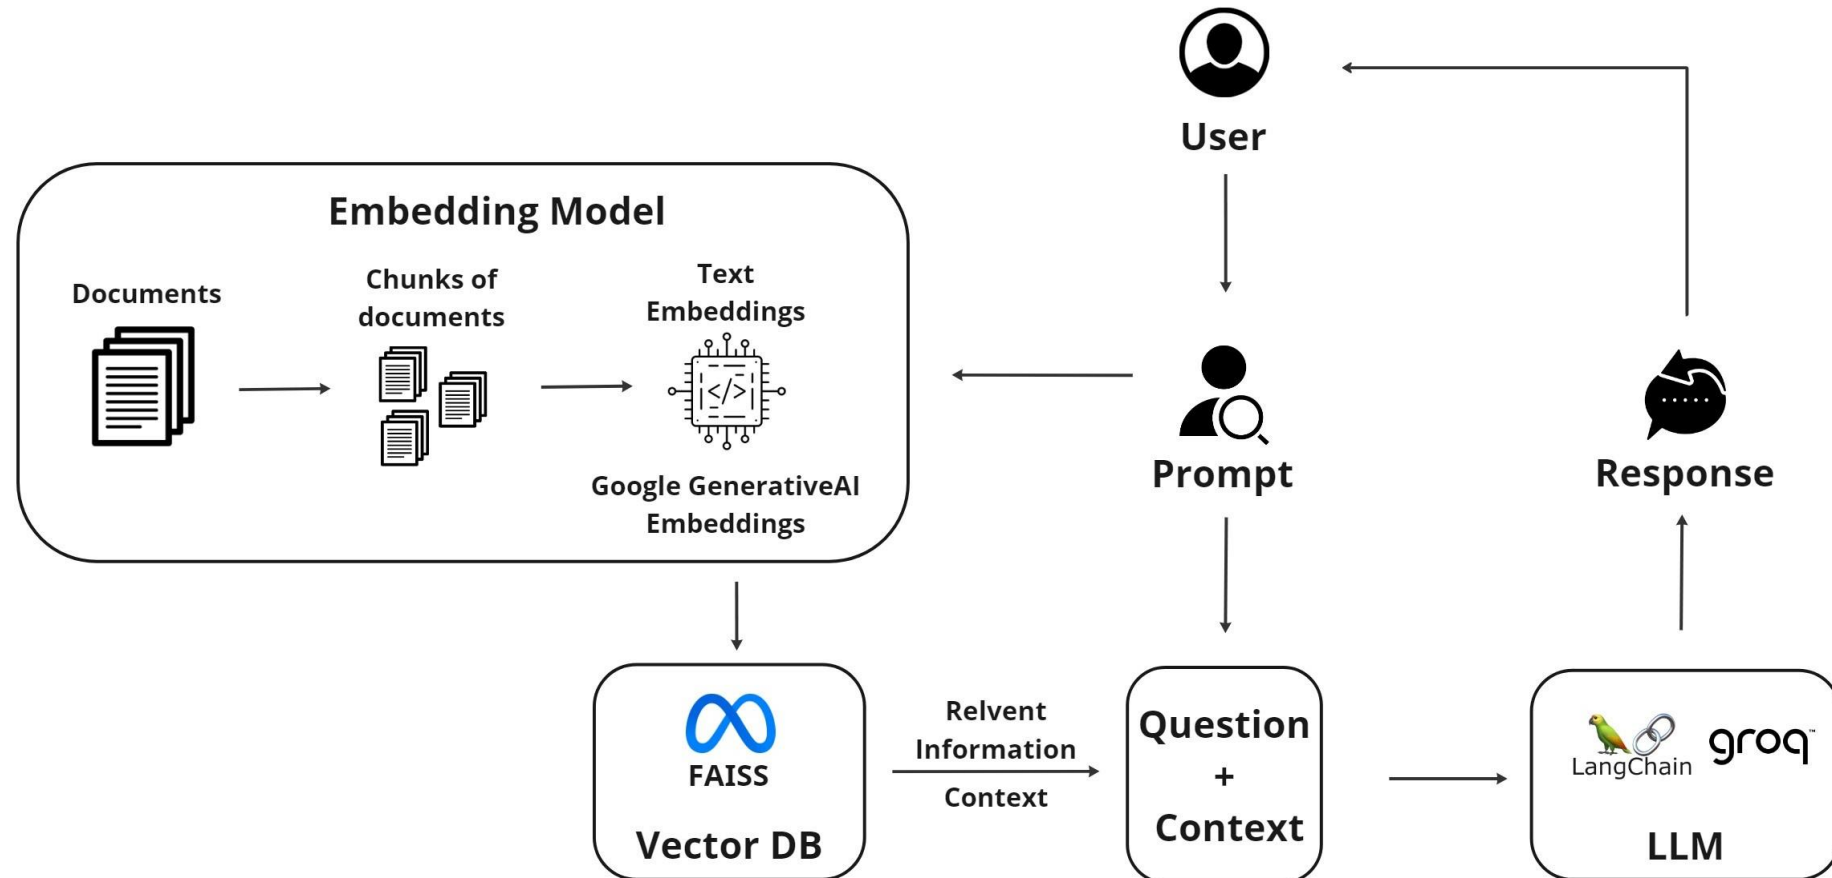 User
Embedding Model
Documents
Chunks of
documents
Text
Embeddings
</>
Google GenerativeAI
Embeddings
Prompt
Response
FAISS
Vector DB
Relvent
Information
Context
Question
+
Context
LangChain
groq™
LLM